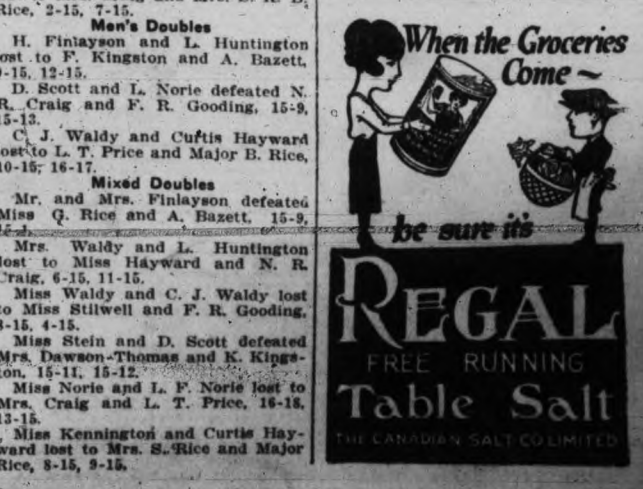 Rice, 2-15, 7-15.
Men's Doubles
H. Finlayson and L. Huntington
lost to F. Kingston and A. Bazett,
-15, 12-15.
D. Scott and L. Norie defeated N.
R. Craig and F. R. Gooding, 15-9,
15-13.
C. J. Waldy and Curtis Hayward
lost to L. T. Price and Major B. Rice,
10-15, 16-17.
Mixed Doubles
Mr. and Mrs. Finlayson defeated
Miss G. Rice and A. Bazett, 15-9,
Mrs. Waldy and L. Huntington
lost to Miss Hayward and N. R.
Craig, 6-15, 11-15.
Miss Waldy and C. J. Waldy lost
to Miss Stilwell and F. R. Gooding,
-15, 4-15.
Miss Stein and D. Scott defeated
Mrs. Dawson-Thomas and K. Kings-
ton, 15-11, 15-12.
Miss Norie and L. F. Norie lost to
Mrs. Craig and L. T. Price, 16-18,
13-15.
Miss Kennington and Curtis Hay-
ward lost to Mrs. S. Rice and Major
Rice, 8-15, 9-15.
When the Groceries
Come ~
be sure it's
REGAL
FREE RUNNING
Table Salt
THE CANADIAN SALT CO LIMITED